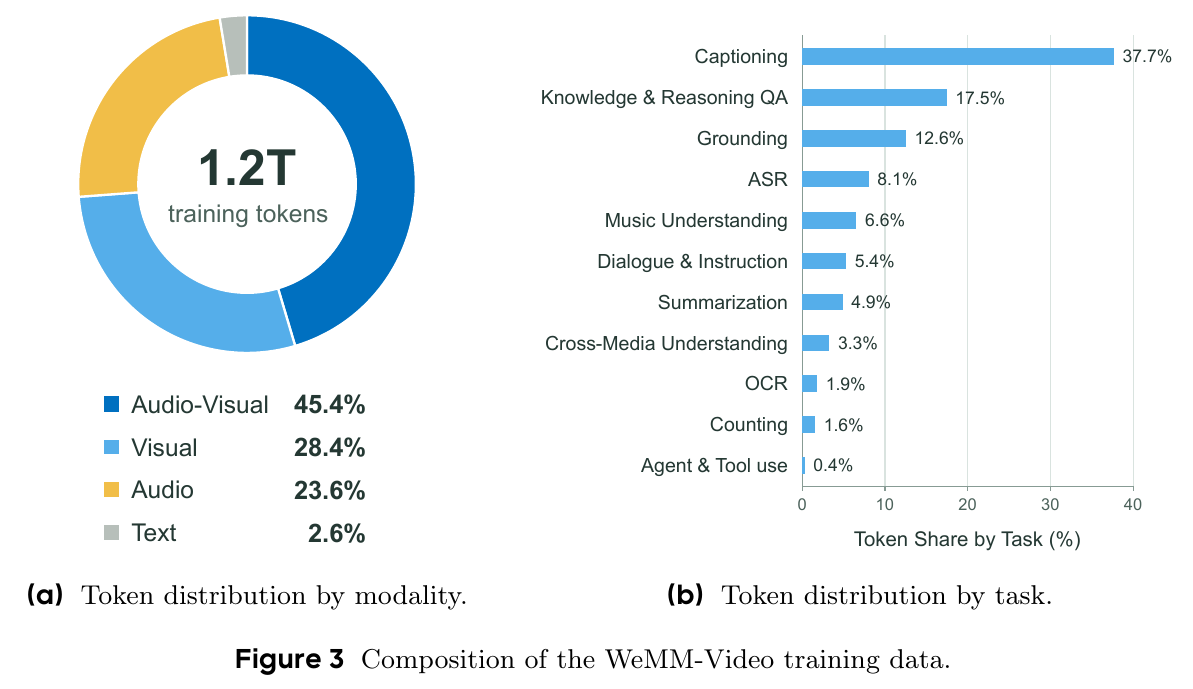 1.2T
training tokens
Audio-Visual 45.4%
Visual 28.4%
Audio 23.6%
Text 2.6%
(a) Token distribution by modality.
Captioning 37.7%
Knowledge & Reasoning QA 17.5%
Grounding 12.6%
ASR 8.1%
Music Understanding 6.6%
Dialogue & Instruction 5.4%
Summarization 4.9%
Cross-Media Understanding 3.3%
OCR 1.9%
Counting 1.6%
Agent & Tool use 0.4%
0 10 20 30 40
Token Share by Task (%)
(b) Token distribution by task.
Figure 3 Composition of the WeMM-Video training data.